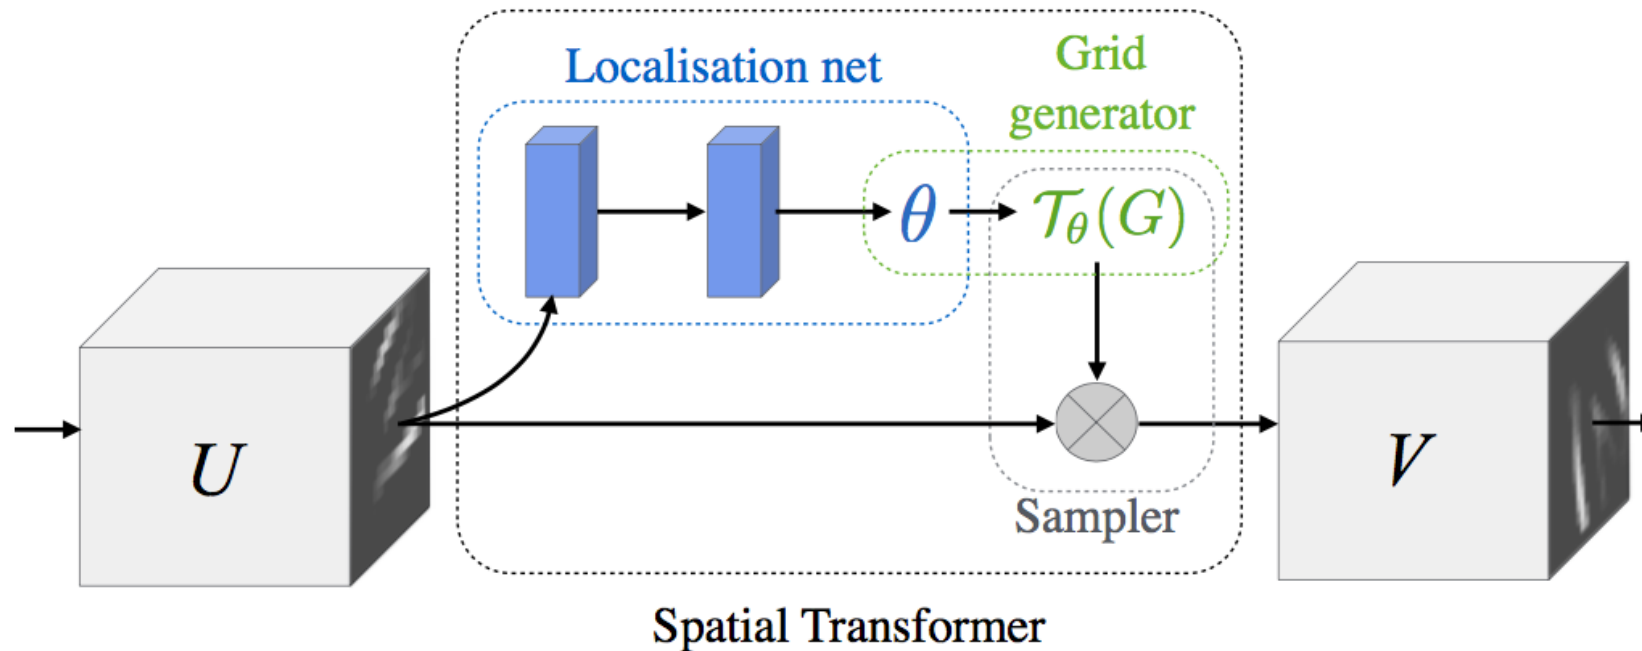 Localisation net
Grid
generator
θ
𝒯θ(G)
U
V
Sampler
Spatial Transformer